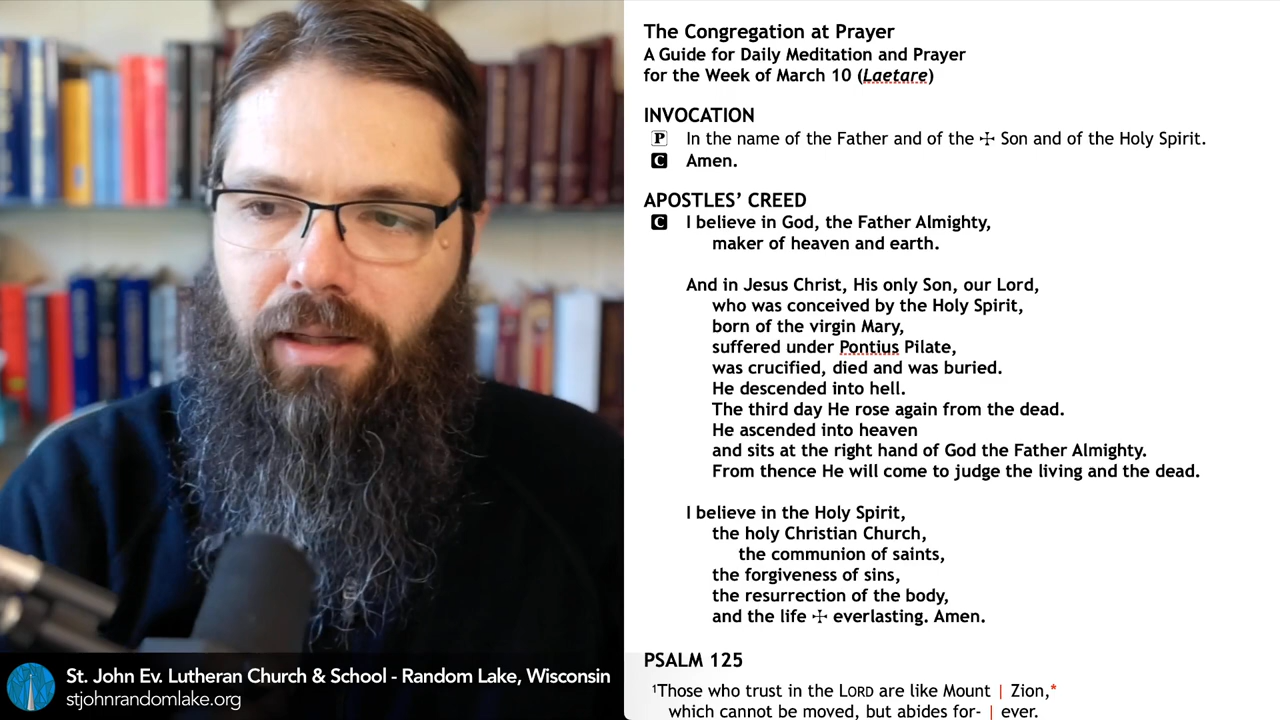 The Congregation at Prayer
A Guide for Daily Meditation and Prayer
for the Week of March 10 (Laetare)
INVOCATION
P In the name of the Father and of the ☩ Son and of the Holy Spirit.
C Amen.
APOSTLES’ CREED
C I believe in God, the Father Almighty,
maker of heaven and earth.
And in Jesus Christ, His only Son, our Lord,
who was conceived by the Holy Spirit,
born of the virgin Mary,
suffered under Pontius Pilate,
was crucified, died and was buried.
He descended into hell.
The third day He rose again from the dead.
He ascended into heaven
and sits at the right hand of God the Father Almighty.
From thence He will come to judge the living and the dead.
I believe in the Holy Spirit,
the holy Christian Church,
the communion of saints,
the forgiveness of sins,
the resurrection of the body,
and the life ☩ everlasting. Amen.
PSALM 125
¹Those who trust in the LORD are like Mount | Zion,*
which cannot be moved, but abides for- | ever.
St. John Ev. Lutheran Church & School - Random Lake, Wisconsin
stjohnrandomlake.org